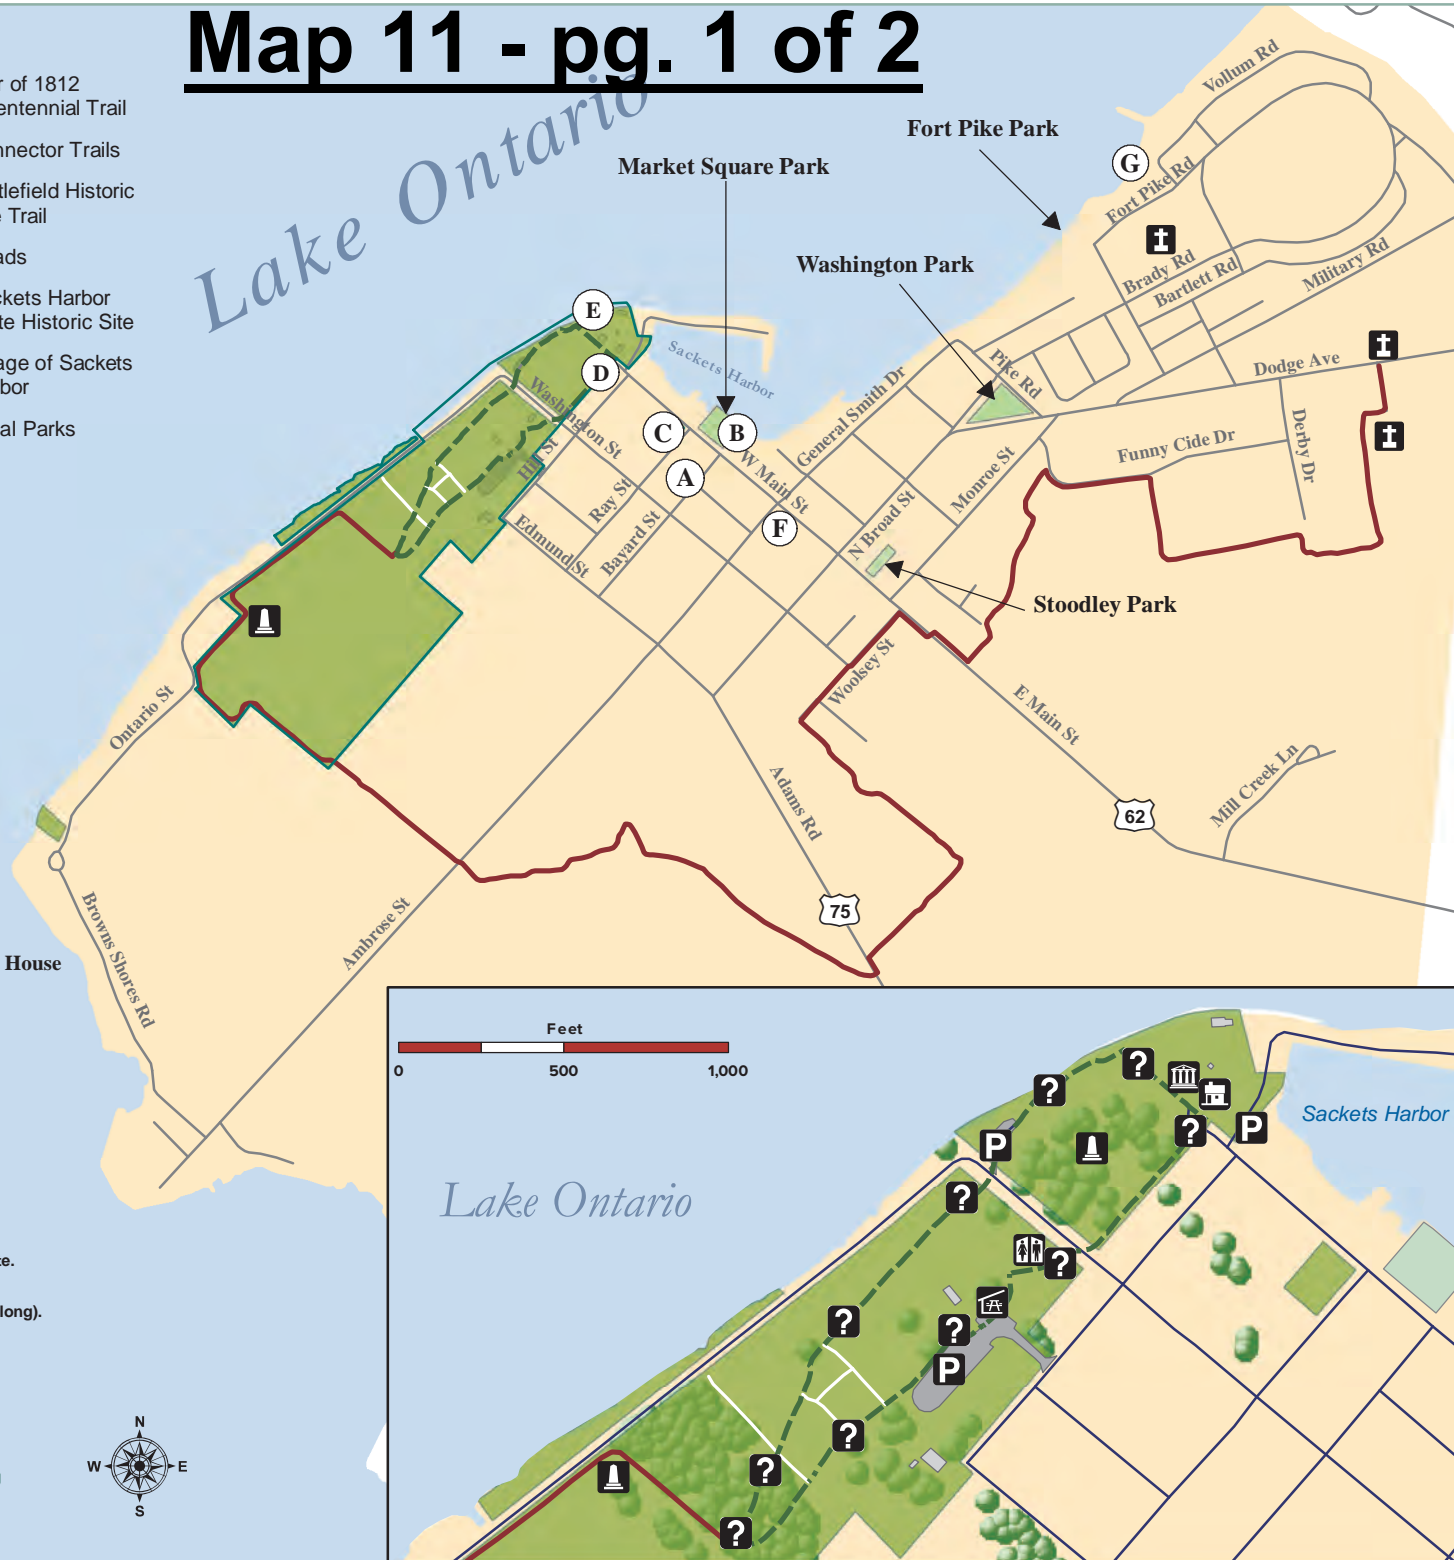 Map 11 - pg. 1 of 2
r of 1812
entennial Trail
nnector Trails
tlefield Historic
e Trail
ads
ckets Harbor
te Historic Site
age of Sackets
bor
al Parks
Lake Ontario
Market Square Park
Fort Pike Park
Washington Park
Stoodley Park
Sackets Harbor
Vollum Rd
Fort Pike Rd
Brady Rd
Bartlett Rd
Military Rd
Dodge Ave
Pike Rd
General Smith Dr
Funny Cide Dr
Derby Dr
Monroe St
N Broad St
W Main St
Washington St
Hill St
Ray St
Bayard St
Edmund St
Woolsey St
E Main St
Mill Creek Ln
Adams Rd
Ontario St
Ambrose St
Browns Shores Rd
G
E
D
C
B
A
F
62
75
House
te.
long).
N
W
E
S
Feet
0
500
1,000
Lake Ontario
Sackets Harbor
?
?
?
?
?
?
?
?
?
?
P
P
P